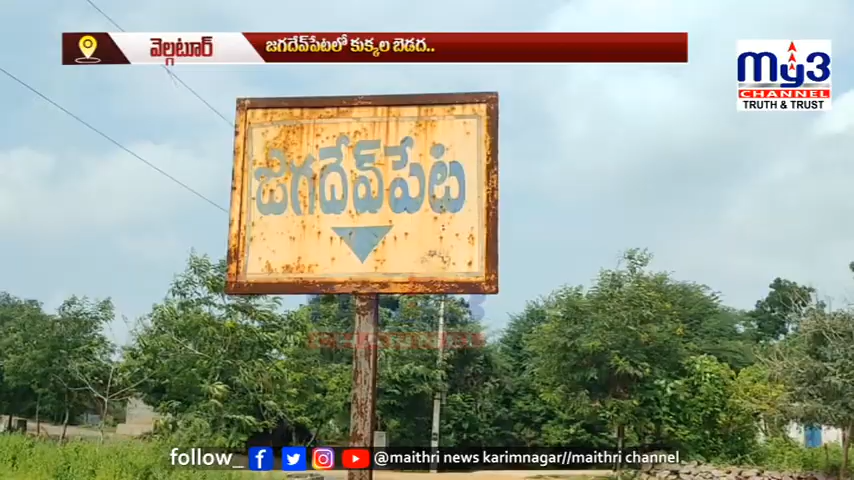 వెల్గటూర్
జగదేవ్‌పేటలో కుక్కల బెడద..
My3
CHANNEL
TRUTH & TRUST
జగదేవ్‌పేట
follow_ @maithri news karimnagar//maithri channel